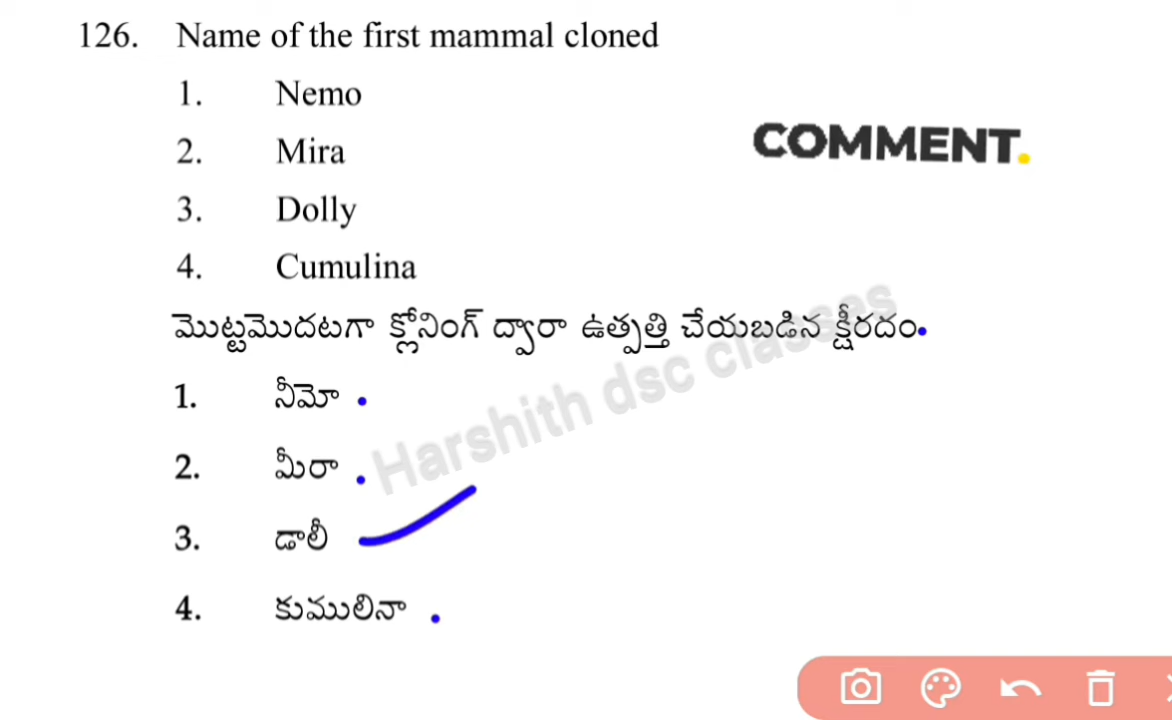 126. Name of the first mammal cloned
1. Nemo
2. Mira
COMMENT.
3. Dolly
4. Cumulina
మొట్టమొదటగా క్లోనింగ్ ద్వారా ఉత్పత్తి చేయబడిన క్షీరదం.
1. నీమో
2. మీరా
3. డాలీ
4. కుములినా
Harshith dsc classes